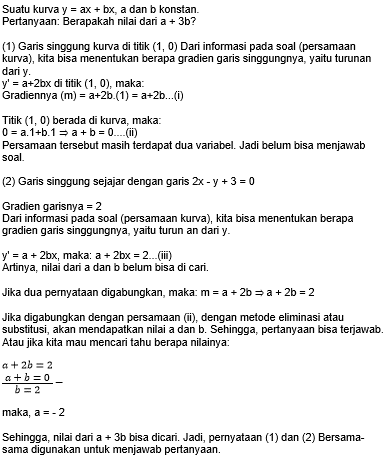 Suatu kurva y = ax + bx, a dan b konstan.
Pertanyaan: Berapakah nilai dari a + 3b?
(1) Garis singgung kurva di titik (1, 0) Dari informasi pada soal (persamaan
kurva), kita bisa menentukan berapa gradien garis singgungnya, yaitu turunan
dari y.
y' = a+2bx di titik (1, 0), maka:
Gradiennya (m) = a+2b.(1) = a+2b...(i)
Titik (1, 0) berada di kurva, maka:
0 = a.1+b.1 ⇒ a + b = 0....(ii)
Persamaan tersebut masih terdapat dua variabel. Jadi belum bisa menjawab
soal.
(2) Garis singgung sejajar dengan garis 2x - y + 3 = 0
Gradien garisnya = 2
Dari informasi pada soal (persamaan kurva), kita bisa menentukan berapa
gradien garis singgungnya, yaitu turun an dari y.
y' = a + 2bx, maka: a + 2bx = 2...(iii)
Artinya, nilai dari a dan b belum bisa di cari.
Jika dua pernyataan digabungkan, maka: m = a + 2b ⇒ a + 2b = 2
Jika digabungkan dengan persamaan (ii), dengan metode eliminasi atau
substitusi, akan mendapatkan nilai a dan b. Sehingga, pertanyaan bisa terjawab.
Atau jika kita mau mencari tahu berapa nilainya:
a + 2b = 2
a + b = 0 −
b = 2
maka, a = - 2
Sehingga, nilai dari a + 3b bisa dicari. Jadi, pernyataan (1) dan (2) Bersama-
sama digunakan untuk menjawab pertanyaan.